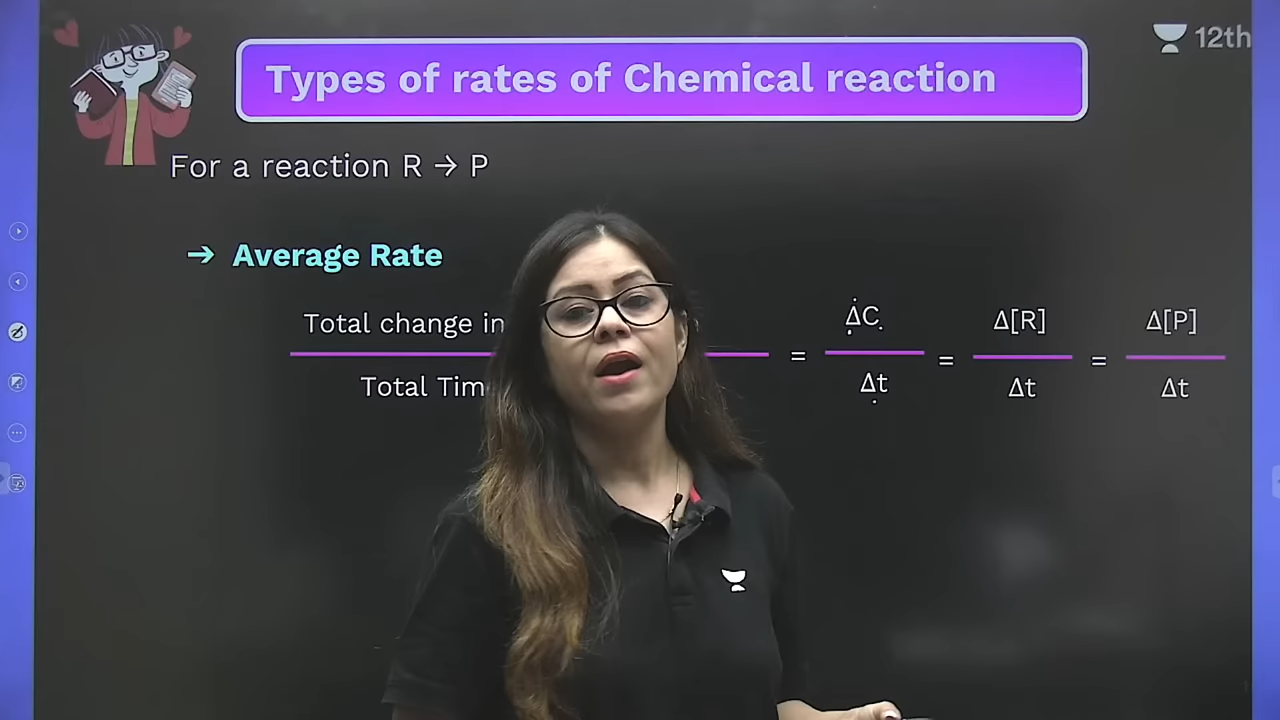 12th
Types of rates of Chemical reaction
For a reaction R → P
→ Average Rate
Total change in = ΔC = Δ[R] = Δ[P]
Total Δt Δt Δt